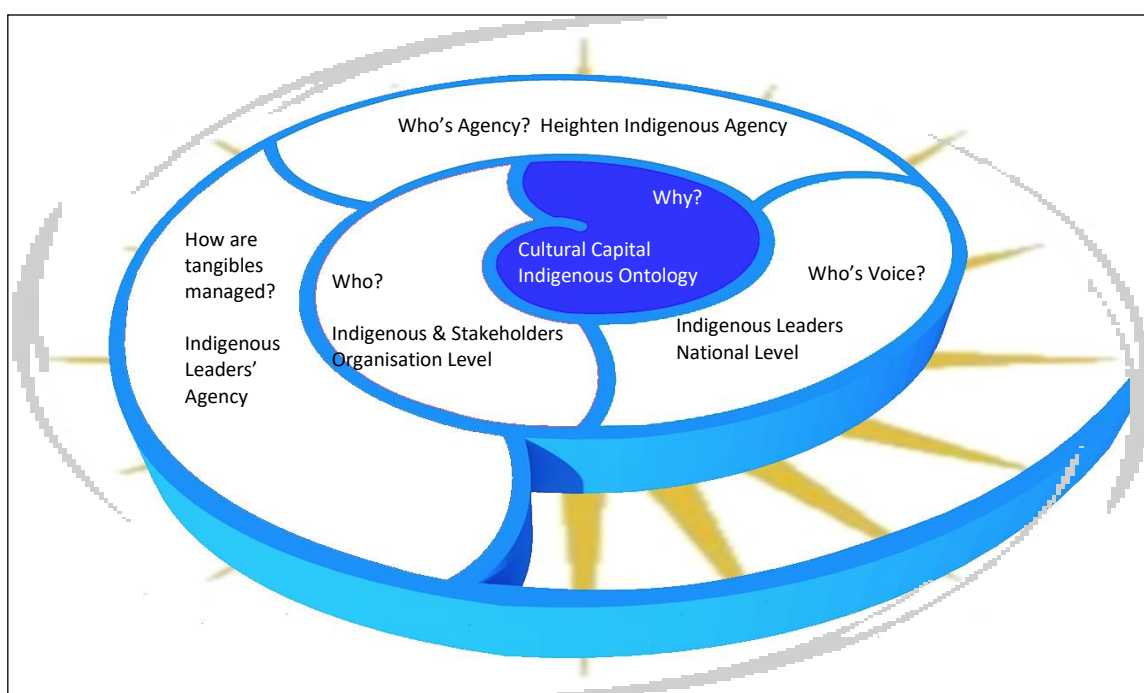 Who's Agency? Heighten Indigenous Agency
Why?
Cultural Capital
Indigenous Ontology
How are
tangibles
managed?
Indigenous
Leaders'
Agency
Who?
Indigenous & Stakeholders
Organisation Level
Who's Voice?
Indigenous Leaders
National Level